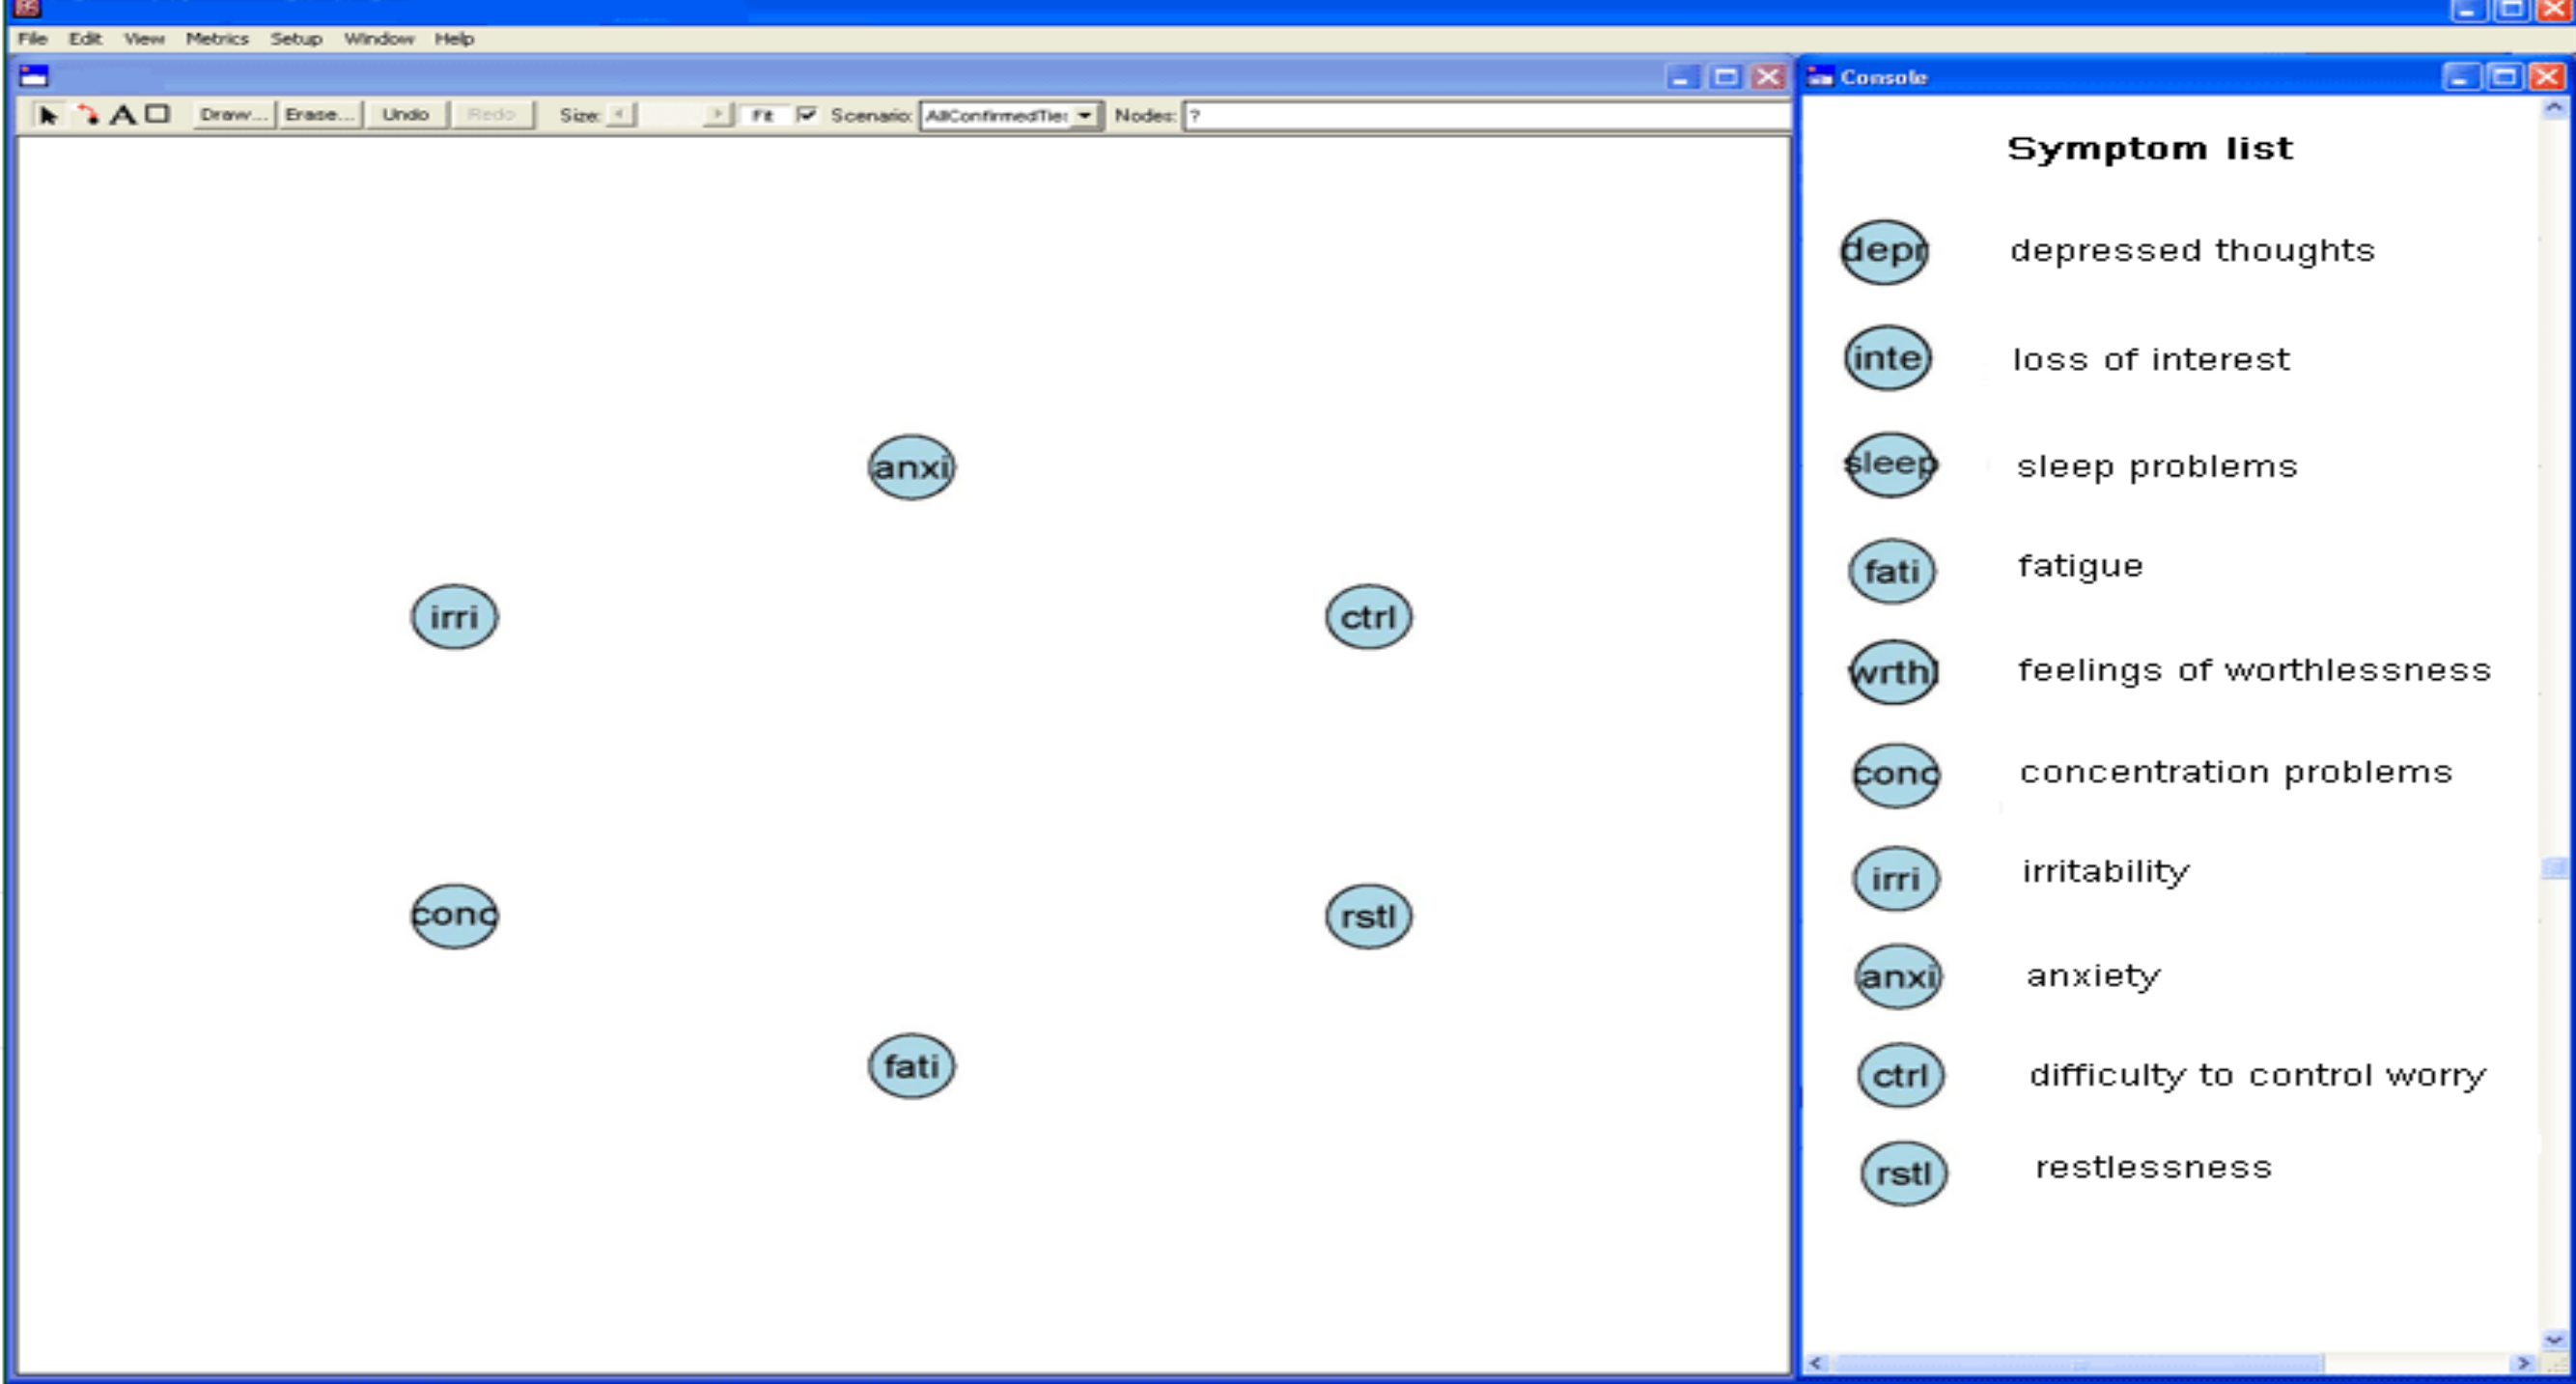 File Edit View Metrics Setup Window Help
Console
Draw... Erase... Undo Redo Size: Fit Scenario: AllConfirmedTie Nodes: ?
Symptom list
depr depressed thoughts
inte loss of interest
sleep sleep problems
fati fatigue
wrthl feelings of worthlessness
conc concentration problems
irri irritability
anxi anxiety
ctrl difficulty to control worry
rstl restlessness
anxi
irri ctrl
conc rstl
fati